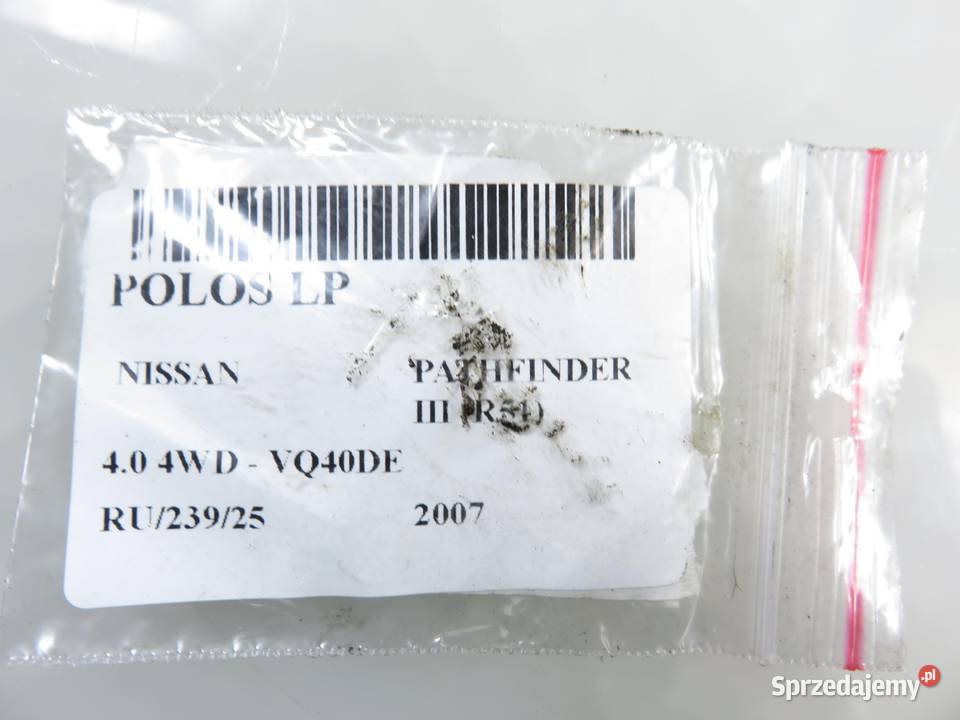 POLOS LP
NISSAN PATHFINDER
III (R51)
4.0 4WD - VQ40DE
RU/239/25 2007
Sprzedajemy.pl